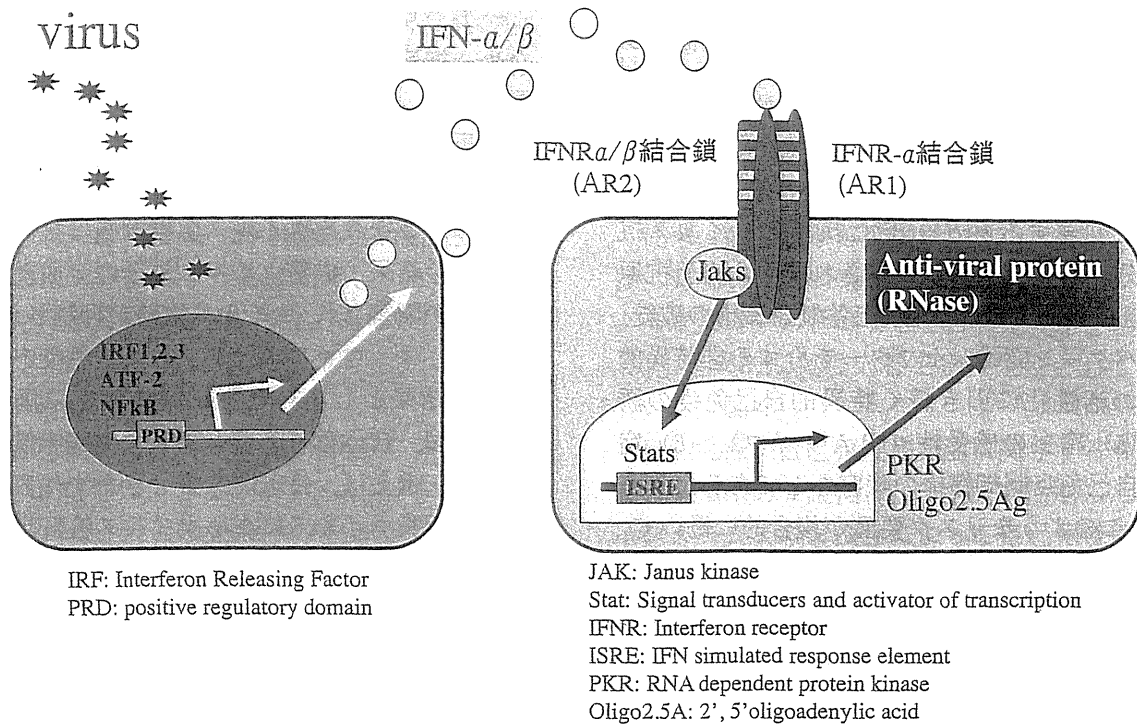 virus
IFN-α/β
IFNRα/β結合鎖
(AR2)
IFNR-α結合鎖
(AR1)
Jaks
Anti-viral protein
(RNase)
IRF1,2,3
ATF-2
NFkB
PRD
Stats
ISRE
PKR
Oligo2.5Ag
IRF: Interferon Releasing Factor
PRD: positive regulatory domain
JAK: Janus kinase
Stat: Signal transducers and activator of transcription
IFNR: Interferon receptor
ISRE: IFN simulated response element
PKR: RNA dependent protein kinase
Oligo2.5A: 2', 5'oligoadenylic acid